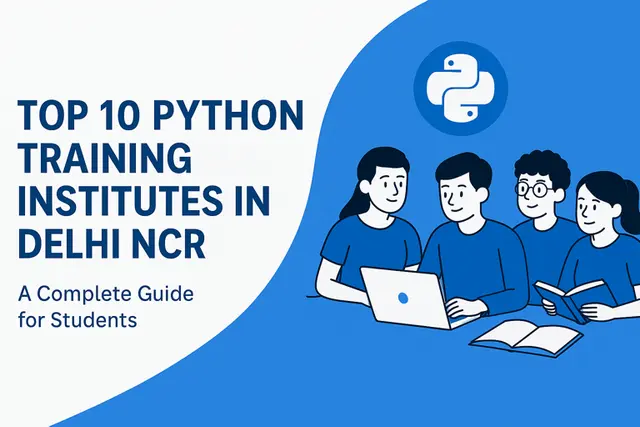 TOP 10 PYTHON
TRAINING
INSTITUTES IN
DELHI NCR
A Complete Guide
for Students